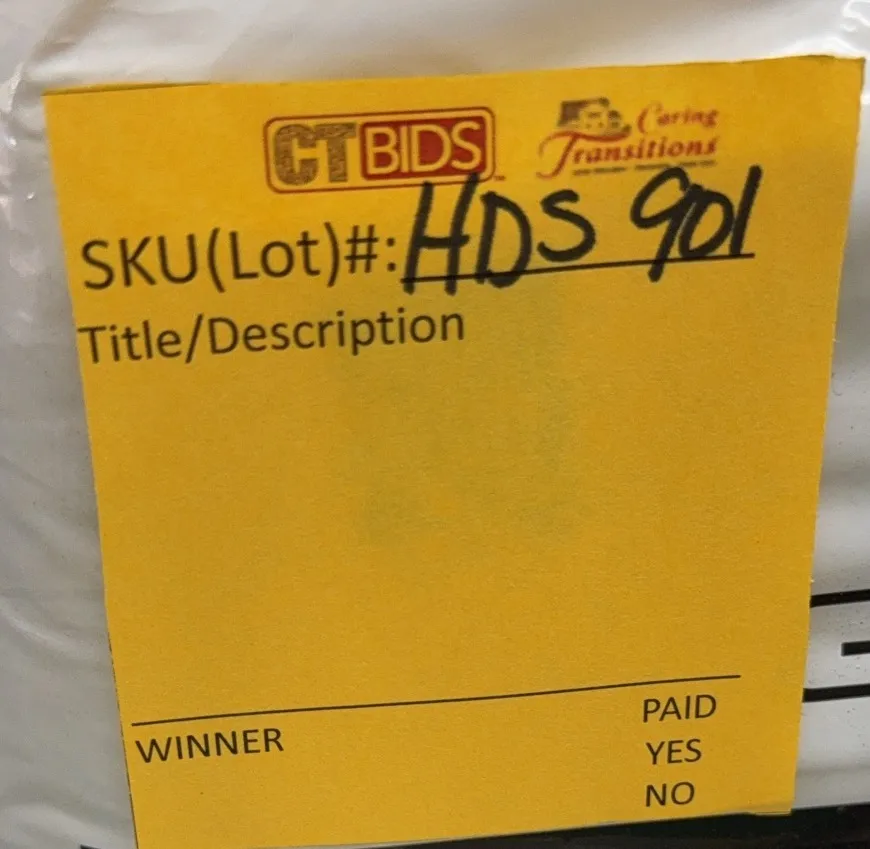 CTBIDS
Caring
Transitions
SKU(Lot)#: HDS 901
Title/Description
WINNER
PAID
YES
NO